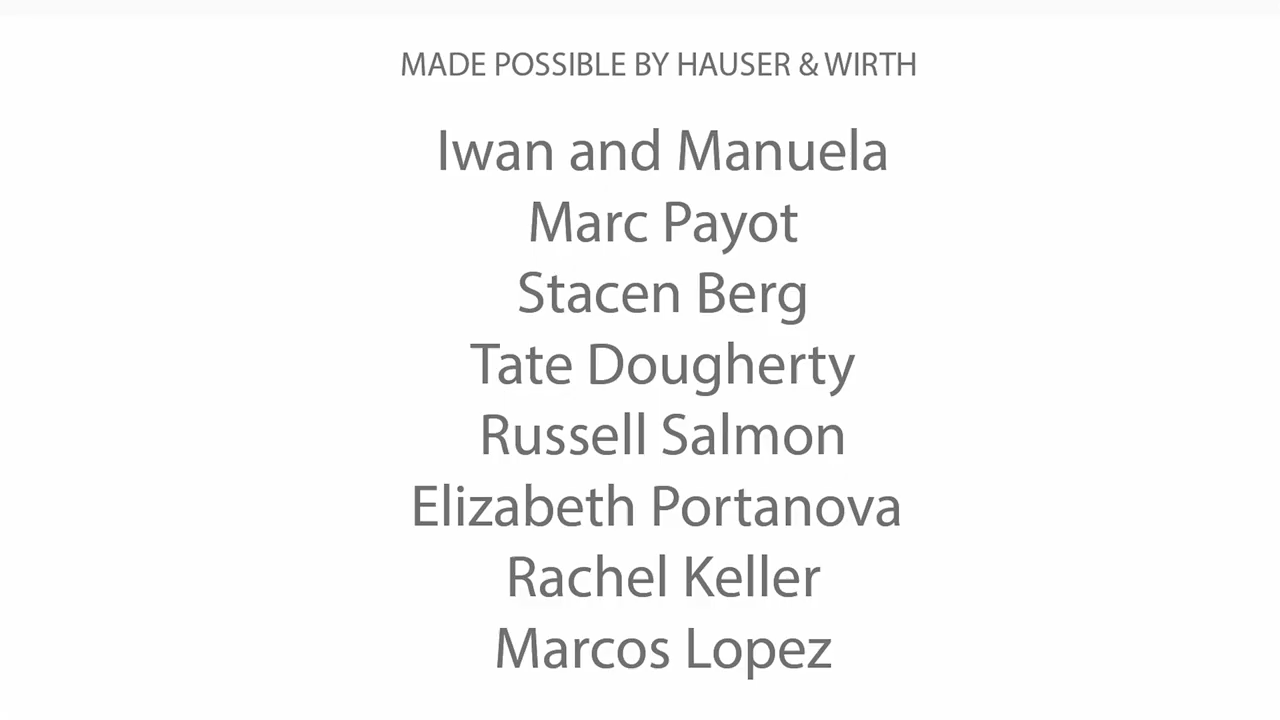 MADE POSSIBLE BY HAUSER & WIRTH
Iwan and Manuela
Marc Payot
Stacen Berg
Tate Dougherty
Russell Salmon
Elizabeth Portanova
Rachel Keller
Marcos Lopez